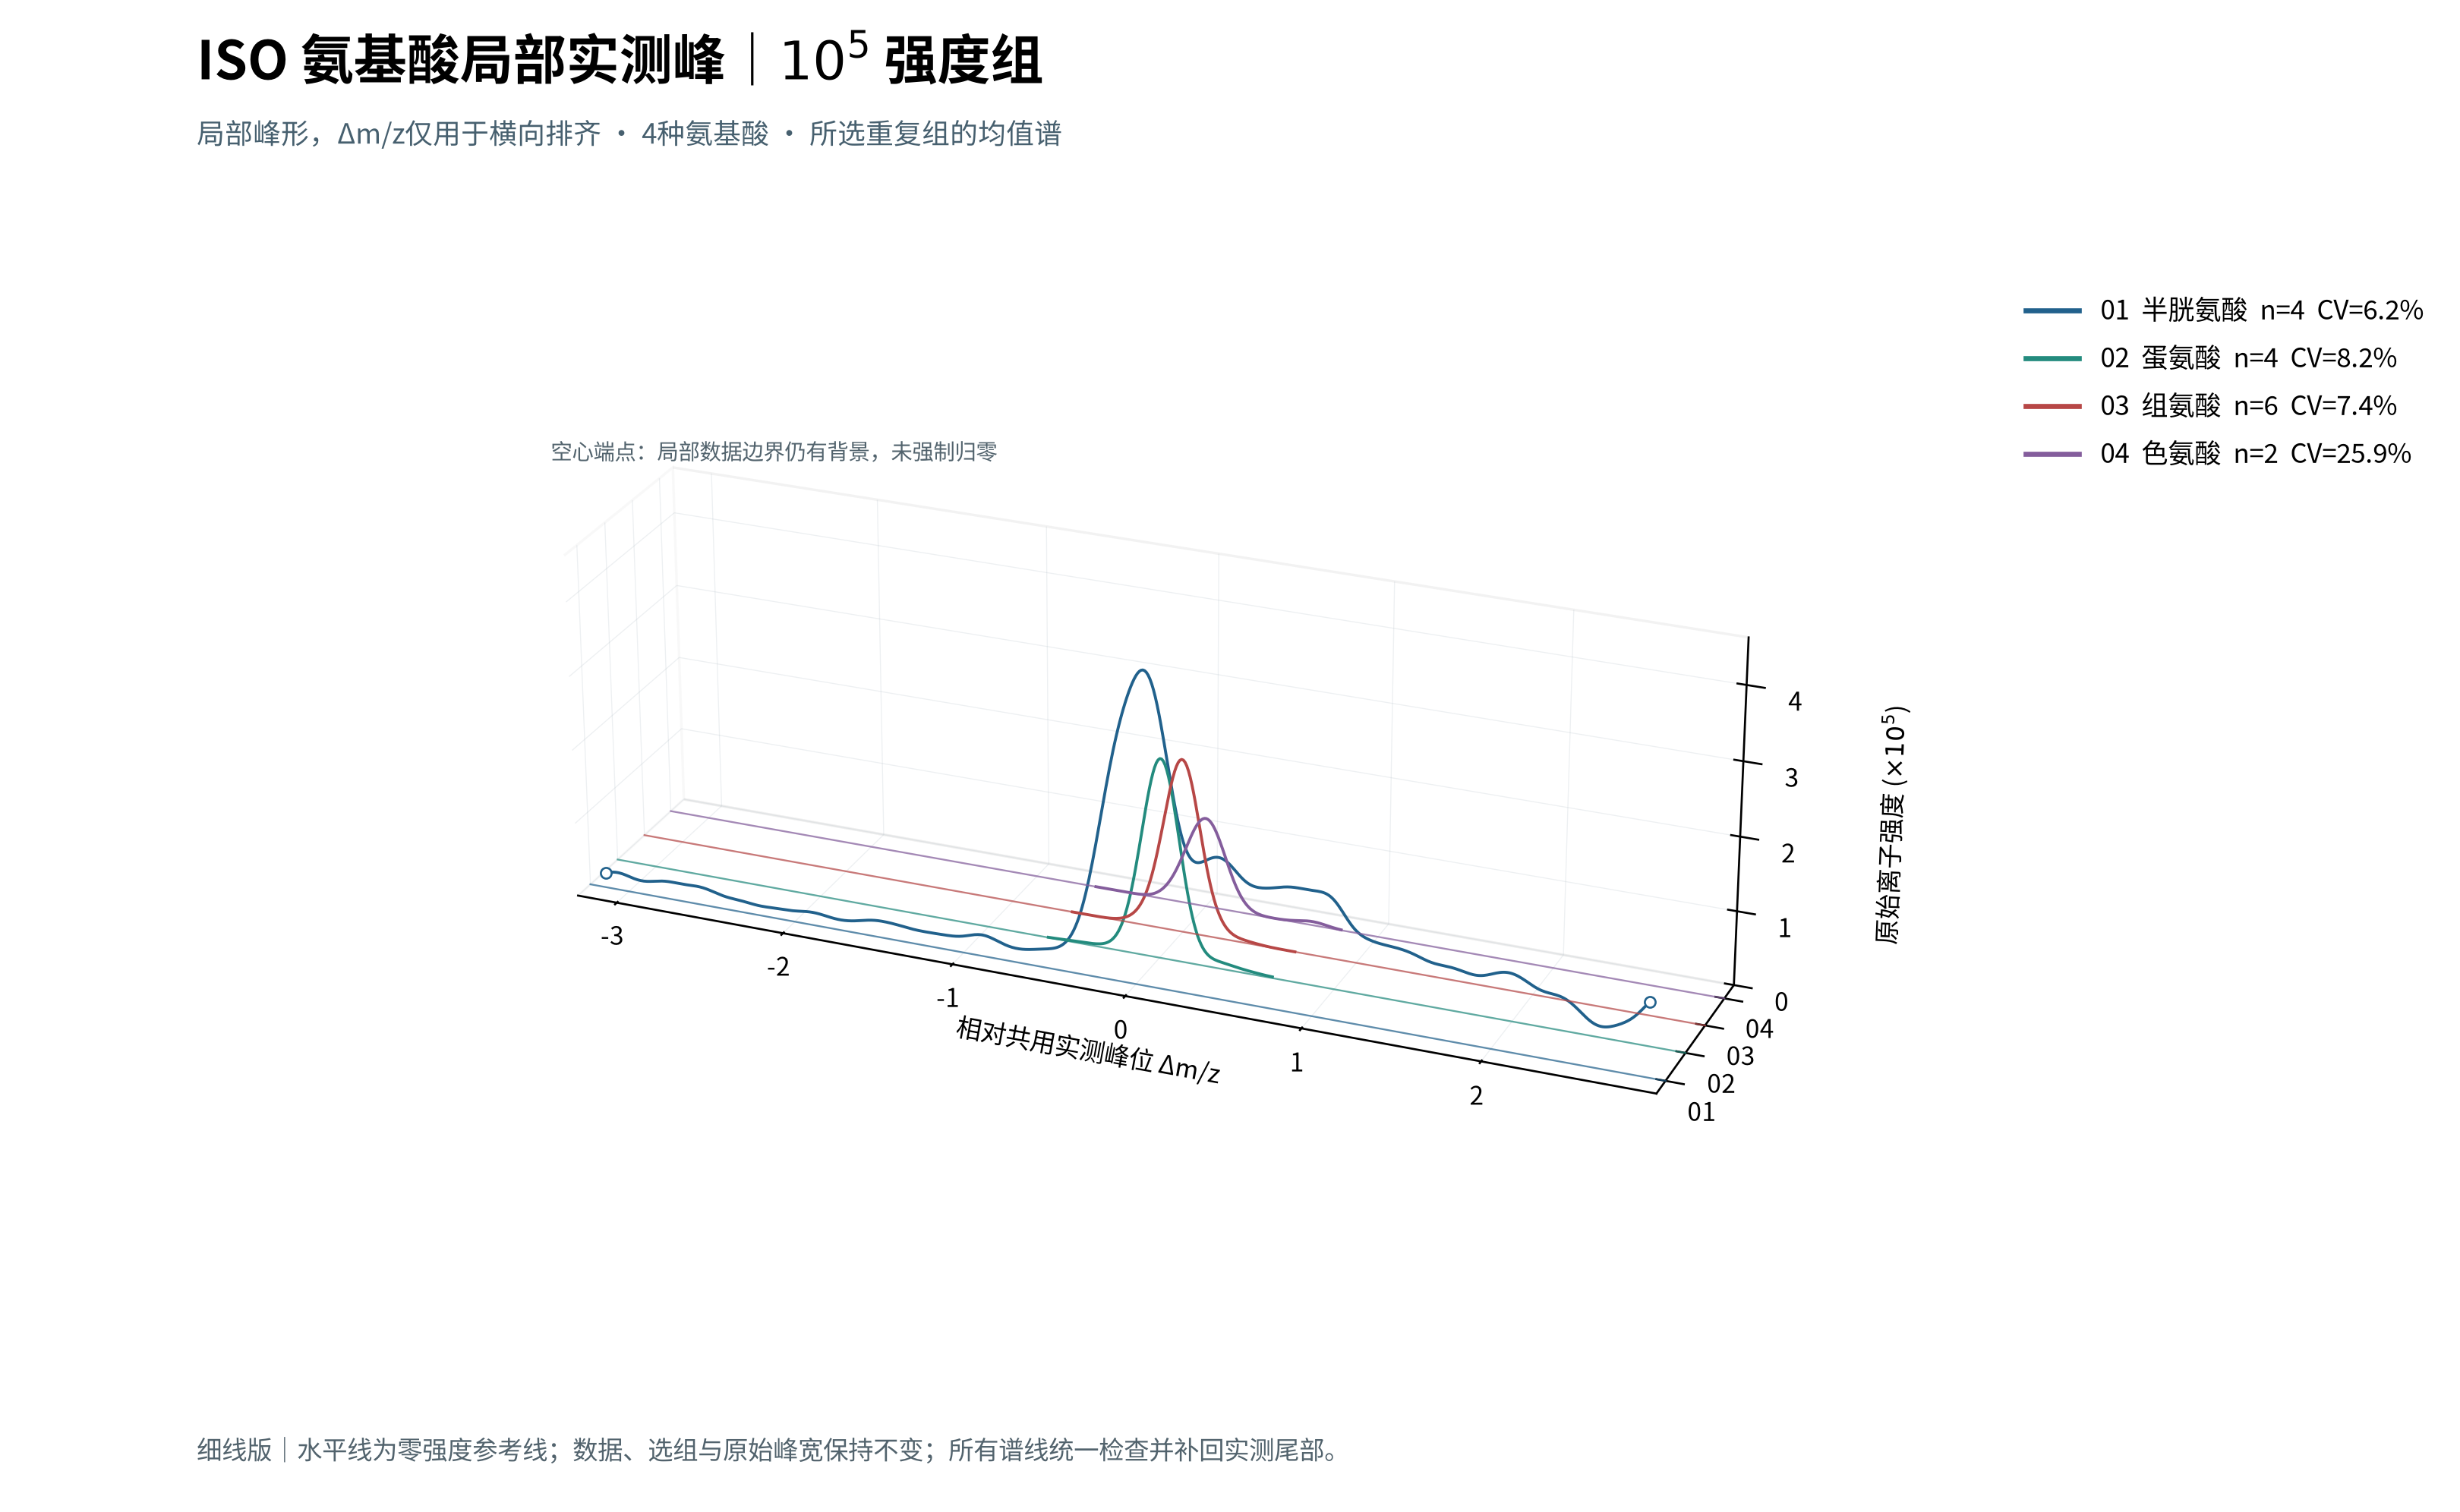 ISO 氨基酸局部实测峰｜10⁵ 强度组
局部峰形，Δm/z仅用于横向排齐 · 4种氨基酸 · 所选重复组的均值谱
01 半胱氨酸 n=4 CV=6.2%
02 蛋氨酸 n=4 CV=8.2%
03 组氨酸 n=6 CV=7.4%
04 色氨酸 n=2 CV=25.9%
空心端点：局部数据边界仍有背景，未强制归零
4
3
2
1
0
原始离子强度 (×10⁵)
04
03
02
01
-3
-2
-1
0
1
2
相对共用实测峰位 Δm/z
细线版｜水平线为零强度参考线；数据、选组与原始峰宽保持不变；所有谱线统一检查并补回实测尾部。